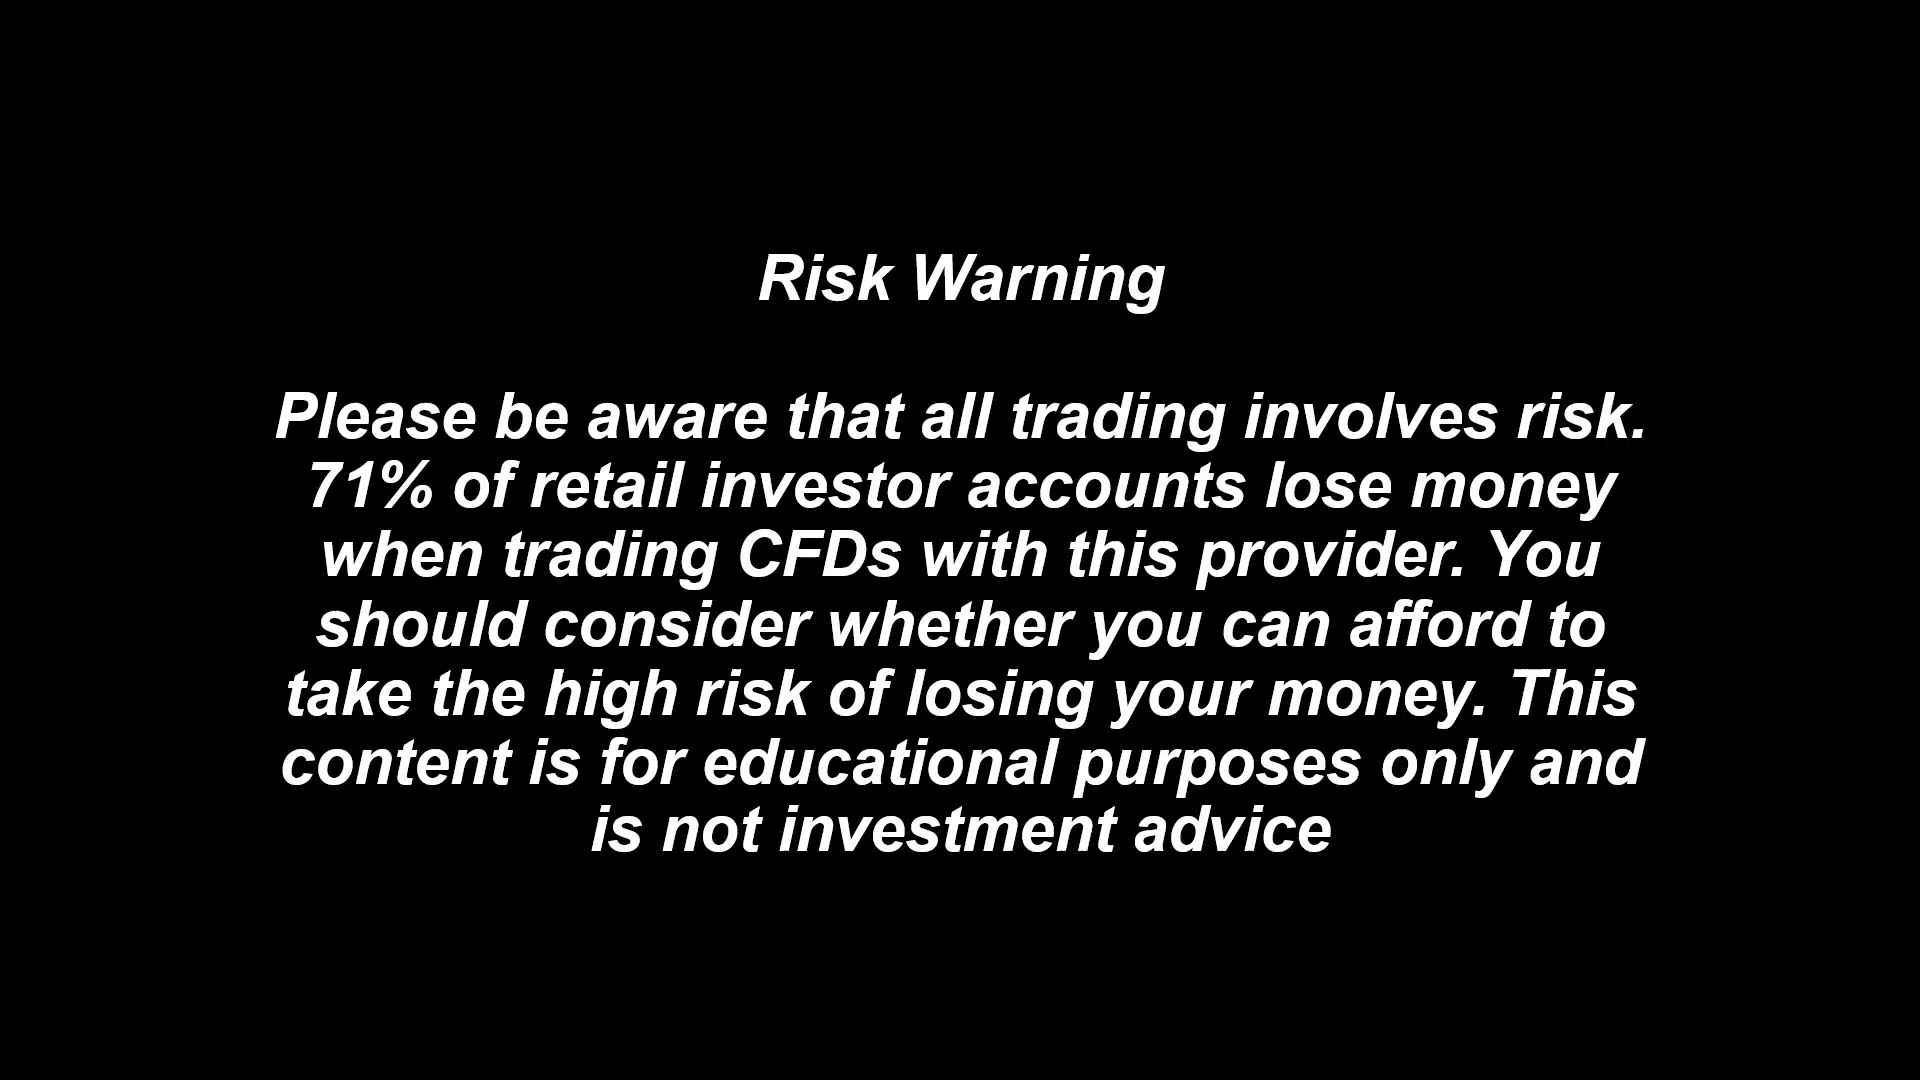 Risk Warning
Please be aware that all trading involves risk.
71% of retail investor accounts lose money
when trading CFDs with this provider. You
should consider whether you can afford to
take the high risk of losing your money. This
content is for educational purposes only and
is not investment advice